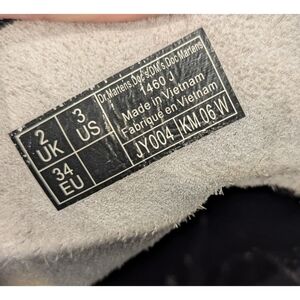 Dr.Martens,Doc's,DM's,Doc Martens
1460 J
Made in Vietnam
Fabriqué en Vietnam
JY004 KM.06 W
2 UK
3 US
34 EU